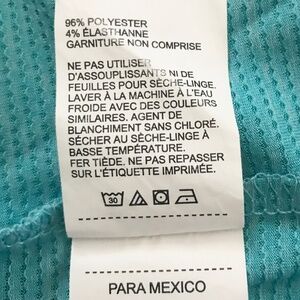 96% POLYESTER
4% ÉLASTHANNE
GARNITURE NON COMPRISE
NE PAS UTILISER
D'ASSOUPLISSANTS NI DE
FEUILLES POUR SÈCHE-LINGE.
LAVER À LA MACHINE À L'EAU
FROIDE AVEC DES COULEURS
SIMILAIRES. AGENT DE
BLANCHIMENT SANS CHLORÉ.
SÉCHER AU SÈCHE-LINGE À
BASSE TEMPÉRATURE.
FER TIÈDE. NE PAS REPASSER
SUR L'ÉTIQUETTE IMPRIMÉE.
30
PARA MEXICO